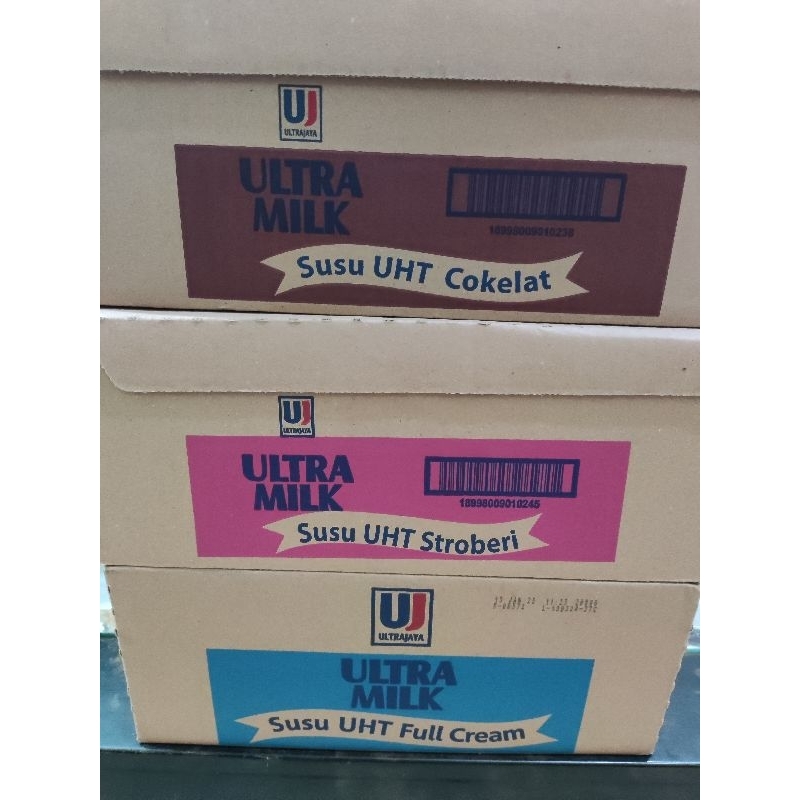 UJ
ULTRAJAYA
ULTRA
MILK
18998009010238
Susu UHT Cokelat
UJ
ULTRAJAYA
ULTRA
MILK
18998009010245
Susu UHT Stroberi
UJ
ULTRAJAYA
ULTRA
MILK
Susu UHT Full Cream